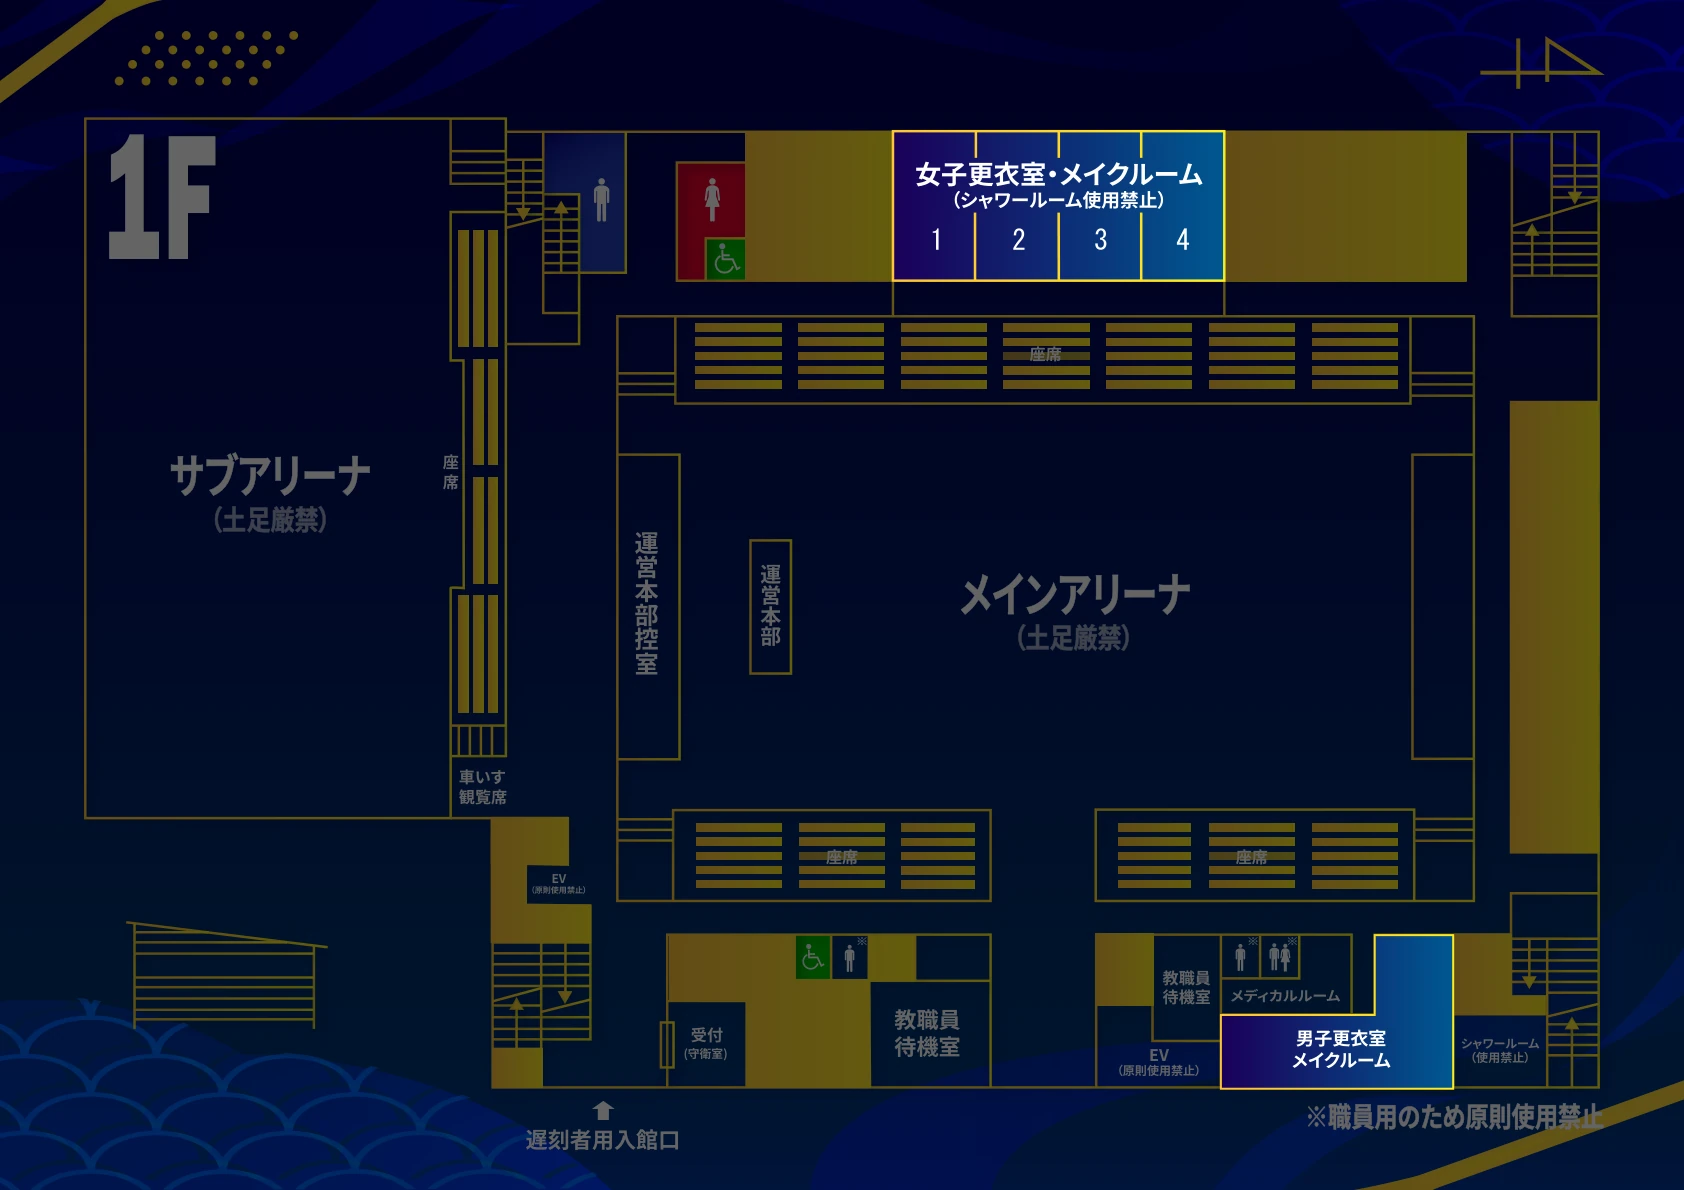 1F
女子更衣室・メイクルーム
（シャワールーム使用禁止）
1 2 3 4
座席
サブアリーナ
（土足厳禁）
座席
運営本部控室
運営本部
メインアリーナ
（土足厳禁）
車いす
観覧席
座席
座席
EV
（原則使用禁止）
※
※
※
教職員
待機室
メディカルルーム
受付
（守衛室）
教職員
待機室
男子更衣室
メイクルーム
EV
（原則使用禁止）
シャワールーム
（使用禁止）
遅刻者用入館口
※職員用のため原則使用禁止